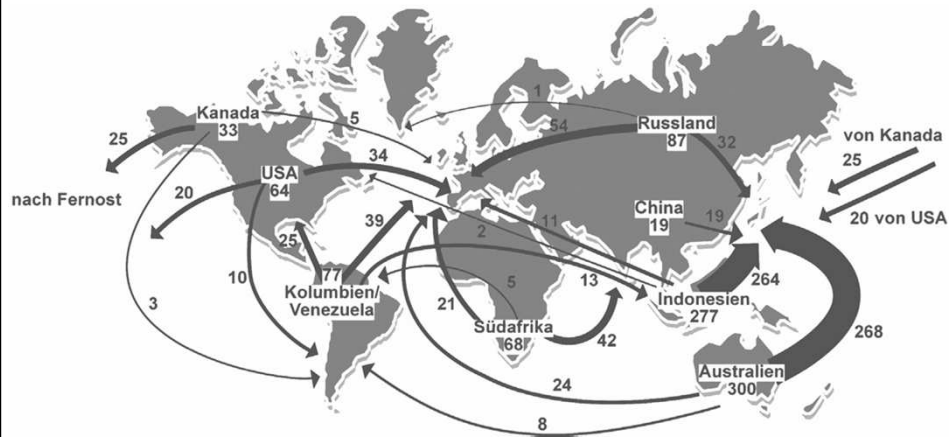 1
Kanada
33
5
54
Russland
87
32
25
34
von Kanada
25
USA
64
nach Fernost
20
39
China
19
19
20 von USA
2
11
25
77
Kolumbien/
Venezuela
10
5
13
264
Indonesien
277
3
21
Südafrika
68
42
268
Australien
300
24
8